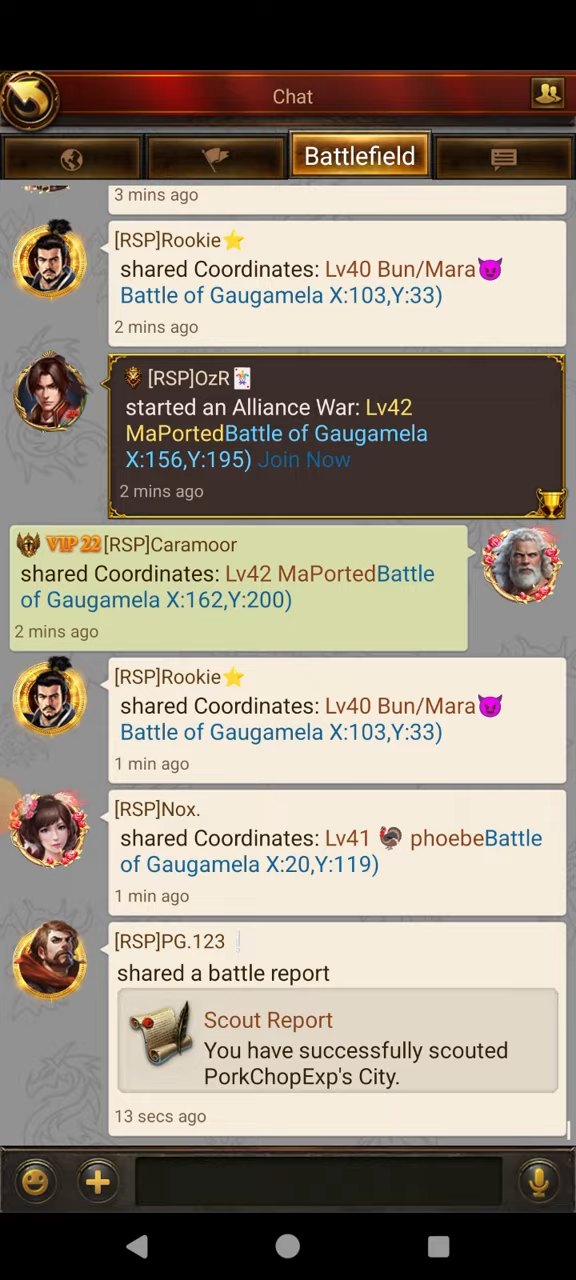 Chat
Battlefield
3 mins ago
[RSP]Rookie⭐
shared Coordinates: Lv40 Bun/Mara😈
Battle of Gaugamela X:103,Y:33)
2 mins ago
[RSP]OzR🃏
started an Alliance War: Lv42
MaPortedBattle of Gaugamela
X:156,Y:195) Join Now
2 mins ago
VIP 22 [RSP]Caramoor
shared Coordinates: Lv42 MaPortedBattle
of Gaugamela X:162,Y:200)
2 mins ago
[RSP]Rookie⭐
shared Coordinates: Lv40 Bun/Mara😈
Battle of Gaugamela X:103,Y:33)
1 min ago
[RSP]Nox.
shared Coordinates: Lv41 🦃 phoebeBattle
of Gaugamela X:20,Y:119)
1 min ago
[RSP]PG.123
shared a battle report
Scout Report
You have successfully scouted
PorkChopExp's City.
13 secs ago